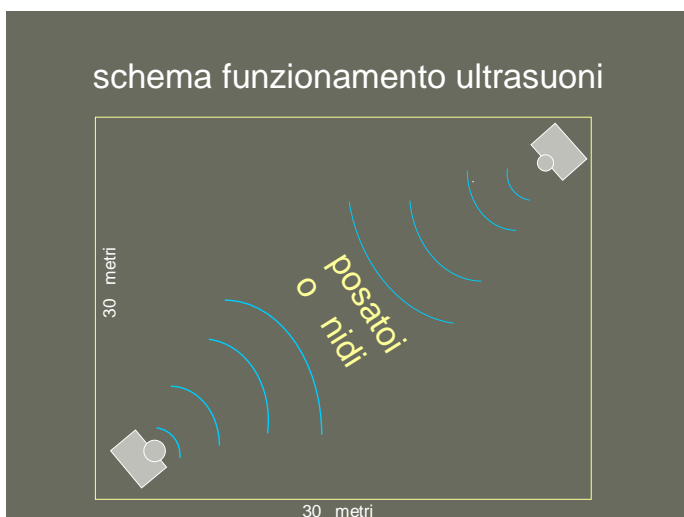 schema funzionamento ultrasuoni
30 metri
posatoi
o nidi
30 metri